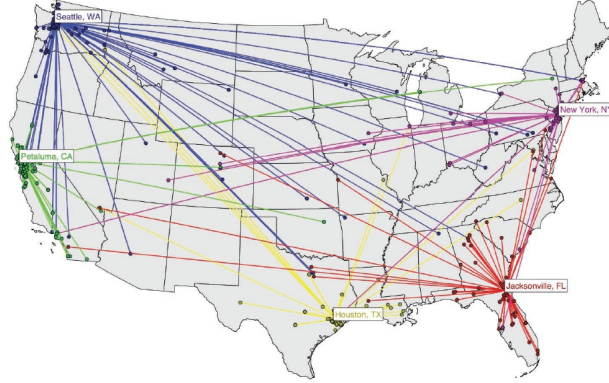 Seattle, WA
New York, NY
Petaluma, CA
Jacksonville, FL
Houston, TX